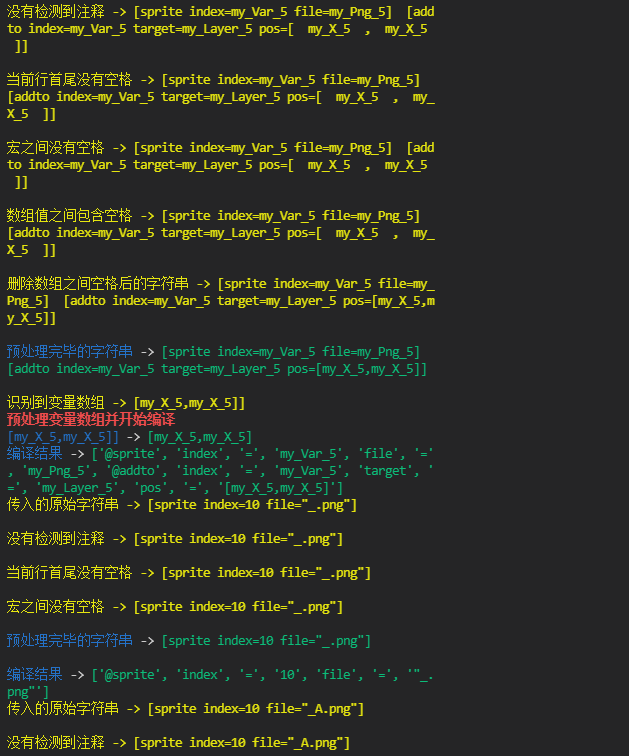 没有检测到注释 -> [sprite index=my_Var_5 file=my_Png_5]  [add
to index=my_Var_5 target=my_Layer_5 pos=[  my_X_5  ,  my_X_5
 ]]
当前行首尾没有空格 -> [sprite index=my_Var_5 file=my_Png_5]
[addto index=my_Var_5 target=my_Layer_5 pos=[  my_X_5  ,  my_
X_5  ]]
宏之间没有空格 -> [sprite index=my_Var_5 file=my_Png_5]  [add
to index=my_Var_5 target=my_Layer_5 pos=[  my_X_5  ,  my_X_5
 ]]
数组值之间包含空格 -> [sprite index=my_Var_5 file=my_Png_5]
[addto index=my_Var_5 target=my_Layer_5 pos=[  my_X_5  ,  my_
X_5  ]]
删除数组之间空格后的字符串 -> [sprite index=my_Var_5 file=my_
Png_5]  [addto index=my_Var_5 target=my_Layer_5 pos=[my_X_5,m
y_X_5]]
预处理完毕的字符串 -> [sprite index=my_Var_5 file=my_Png_5]
[addto index=my_Var_5 target=my_Layer_5 pos=[my_X_5,my_X_5]]
识别到变量数组 -> [my_X_5,my_X_5]]
预处理变量数组并开始编译
[my_X_5,my_X_5]] -> [my_X_5,my_X_5]
编译结果 -> ['@sprite', 'index', '=', 'my_Var_5', 'file', '='
, 'my_Png_5', '@addto', 'index', '=', 'my_Var_5', 'target', '
=', 'my_Layer_5', 'pos', '=', '[my_X_5,my_X_5]']
传入的原始字符串 -> [sprite index=10 file="_.png"]
没有检测到注释 -> [sprite index=10 file="_.png"]
当前行首尾没有空格 -> [sprite index=10 file="_.png"]
宏之间没有空格 -> [sprite index=10 file="_.png"]
预处理完毕的字符串 -> [sprite index=10 file="_.png"]
编译结果 -> ['@sprite', 'index', '=', '10', 'file', '=', '"_.
png"']
传入的原始字符串 -> [sprite index=10 file="_A.png"]
没有检测到注释 -> [sprite index=10 file="_A.png"]